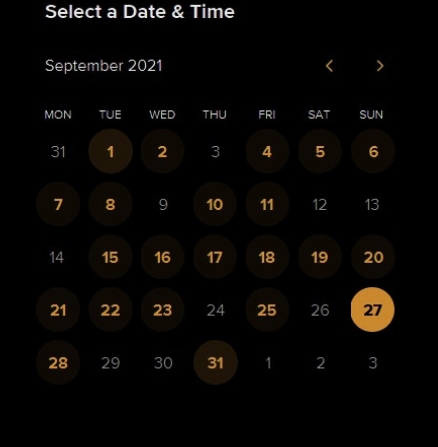 Select a Date & Time
September 2021
MON TUE WED THU FRI SAT SUN
31 1 2 3 4 5 6
7 8 9 10 11 12 13
14 15 16 17 18 19 20
21 22 23 24 25 26 27
28 29 30 31 1 2 3